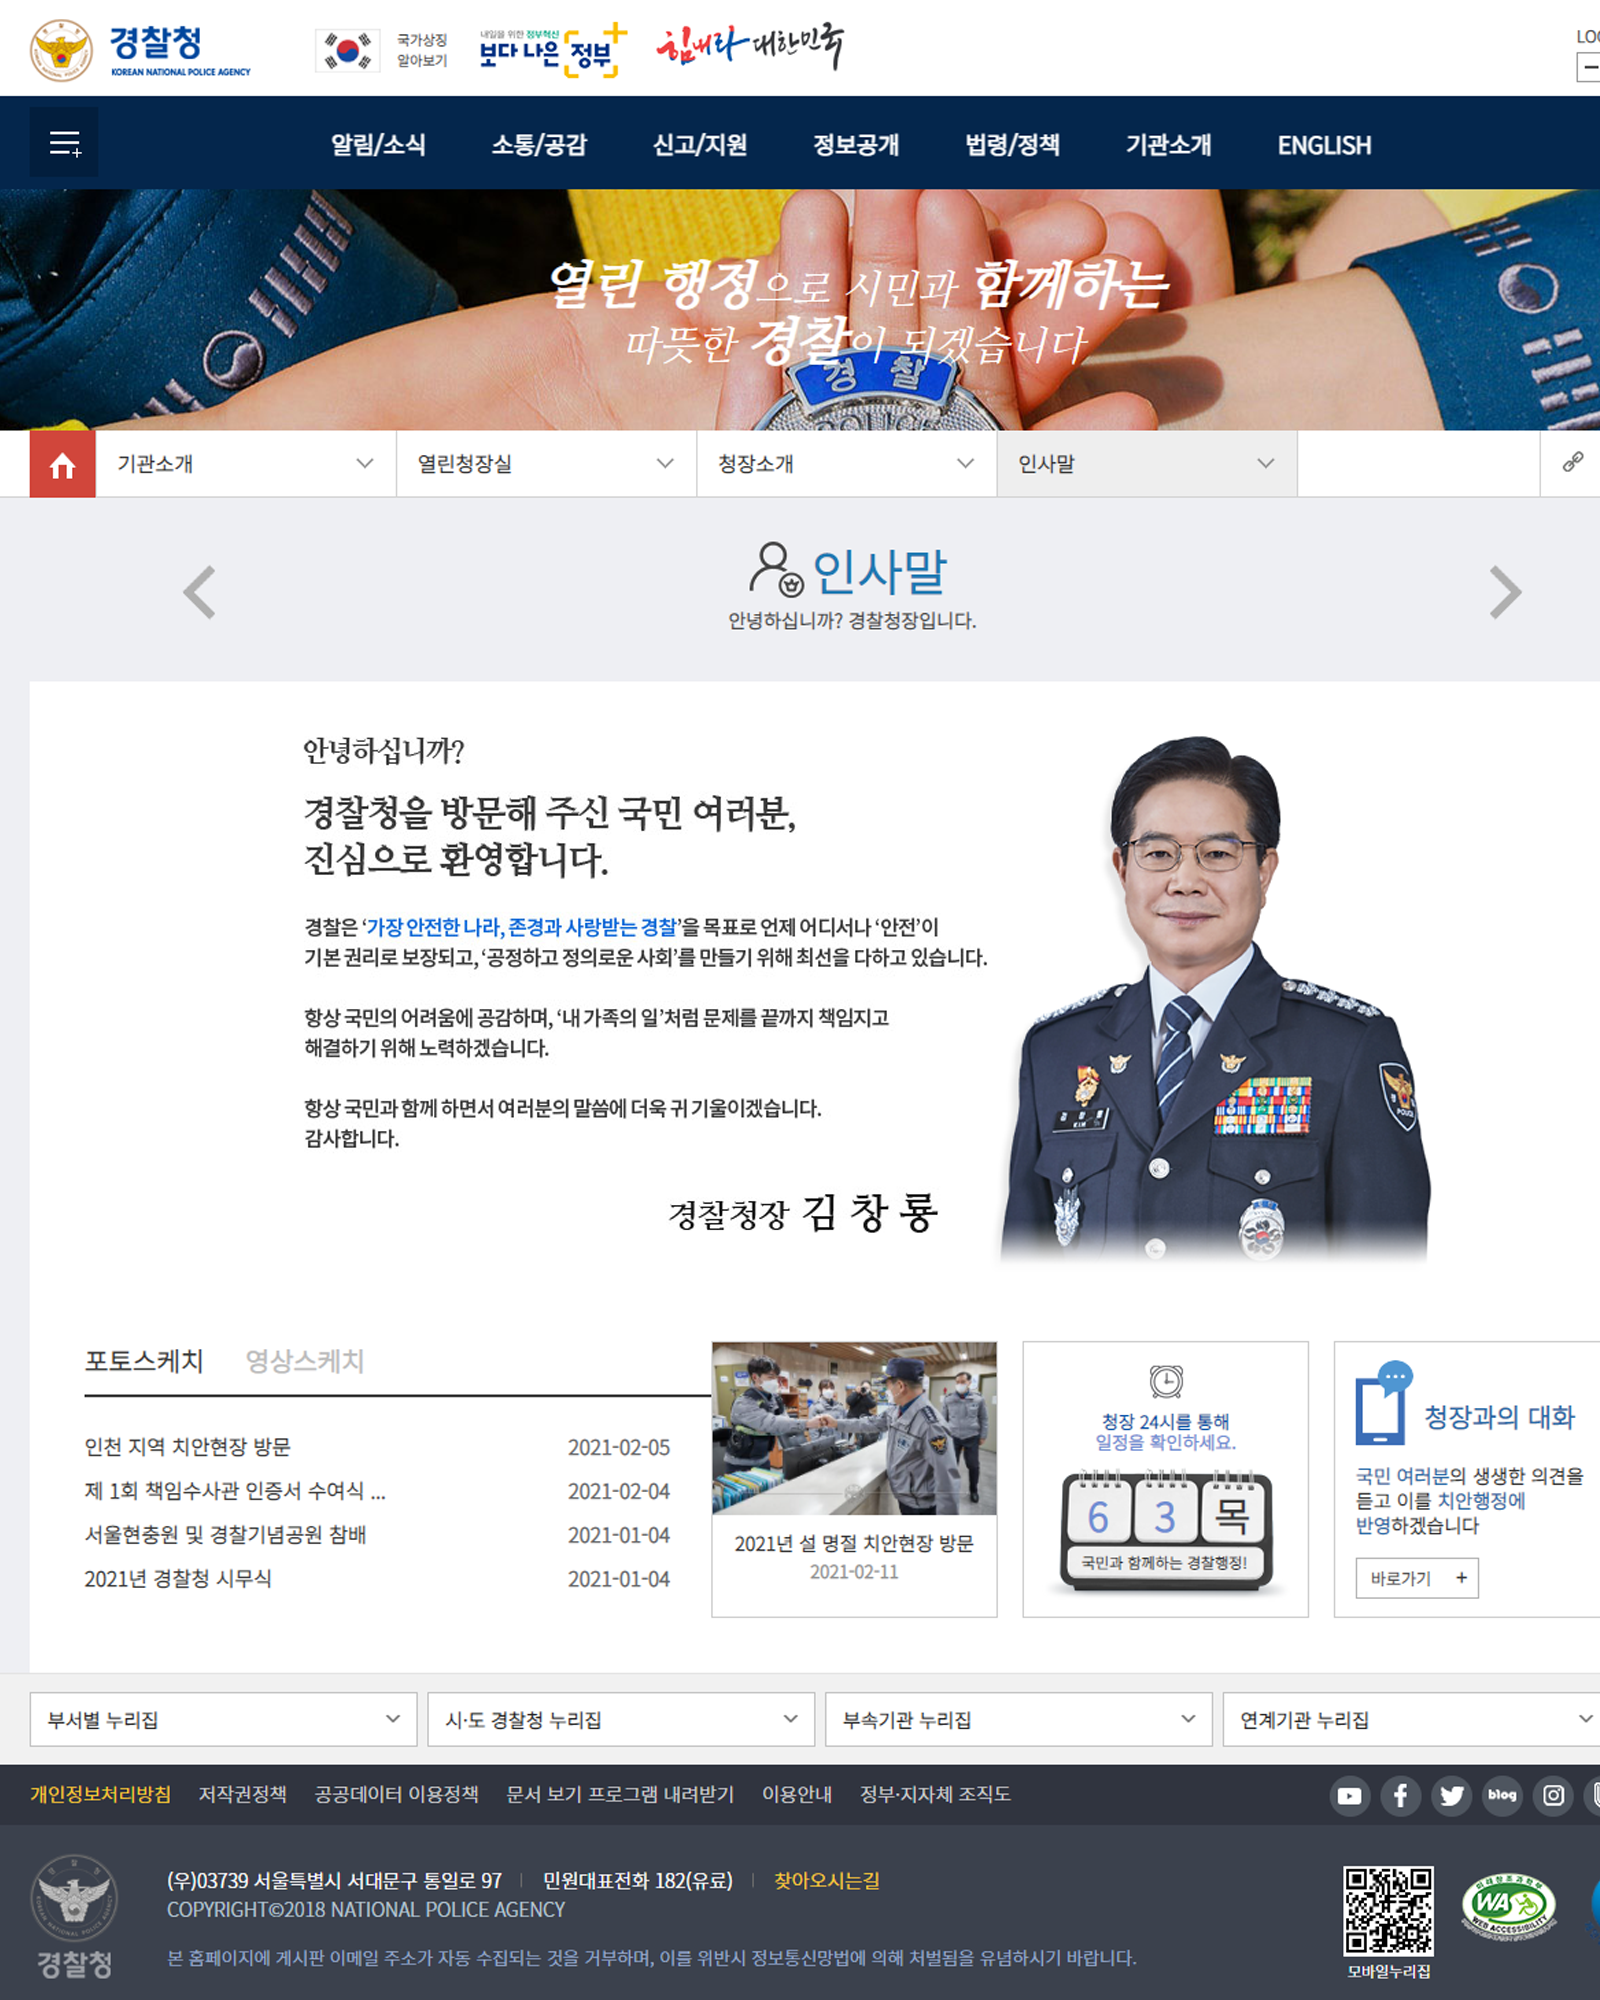 경찰청
KOREAN NATIONAL POLICE AGENCY
국가상징
알아보기
내일을 위한 정부혁신
보다 나은 정부
힘내라 대한민국
알림/소식 소통/공감 신고/지원 정보공개 법령/정책 기관소개 ENGLISH
열린 행정으로 시민과 함께하는
따뜻한 경찰이 되겠습니다
경 찰
POLICE
기관소개 열린청장실 청장소개 인사말
인사말
안녕하십니까? 경찰청장입니다.
안녕하십니까?
경찰청을 방문해 주신 국민 여러분,
진심으로 환영합니다.
경찰은 ‘가장 안전한 나라, 존경과 사랑받는 경찰’을 목표로 언제 어디서나 ‘안전’이
기본 권리로 보장되고, ‘공정하고 정의로운 사회’를 만들기 위해 최선을 다하고 있습니다.
항상 국민의 어려움에 공감하며, ‘내 가족의 일’처럼 문제를 끝까지 책임지고
해결하기 위해 노력하겠습니다.
항상 국민과 함께 하면서 여러분의 말씀에 더욱 귀 기울이겠습니다.
감사합니다.
경찰청장 김 창 룡
포토스케치 영상스케치
인천 지역 치안현장 방문 2021-02-05
제 1회 책임수사관 인증서 수여식 ... 2021-02-04
서울현충원 및 경찰기념공원 참배 2021-01-04
2021년 경찰청 시무식 2021-01-04
2021년 설 명절 치안현장 방문
2021-02-11
청장 24시를 통해
일정을 확인하세요.
6 3 목
국민과 함께하는 경찰행정!
청장과의 대화
국민 여러분의 생생한 의견을
듣고 이를 치안행정에
반영하겠습니다
바로가기 +
부서별 누리집 시·도 경찰청 누리집 부속기관 누리집 연계기관 누리집
개인정보처리방침 저작권정책 공공데이터 이용정책 문서 보기 프로그램 내려받기 이용안내 정부·지자체 조직도
blog
경찰청
(우)03739 서울특별시 서대문구 통일로 97 민원대표전화 182(유료) 찾아오시는길
COPYRIGHT©2018 NATIONAL POLICE AGENCY
본 홈페이지에 게시판 이메일 주소가 자동 수집되는 것을 거부하며, 이를 위반시 정보통신망법에 의해 처벌됨을 유념하시기 바랍니다.
모바일누리집
미래창조과학부
WA
WEB ACCESSIBILITY